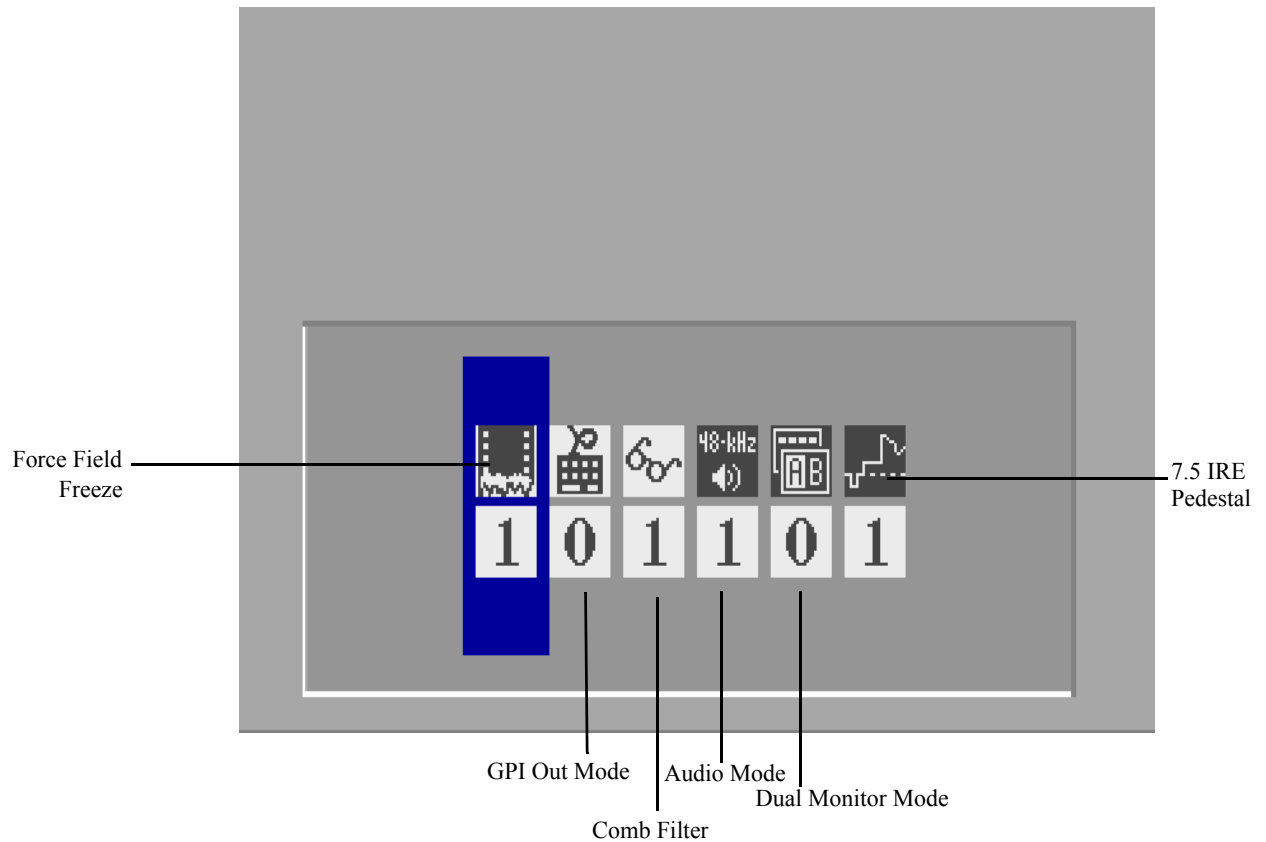 48-kHz
A B
Force Field
Freeze
7.5 IRE
Pedestal
1 0 1 1 0 1
GPI Out Mode
Audio Mode
Dual Monitor Mode
Comb Filter